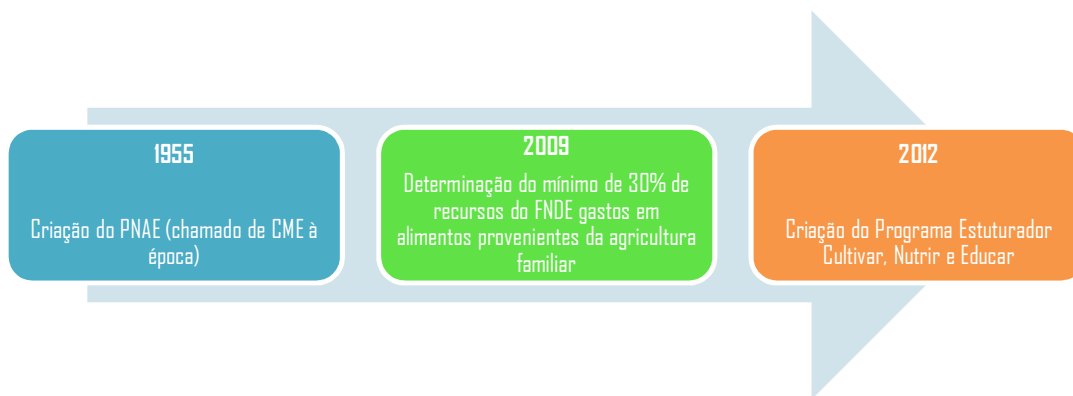 1955
Criação do PNAE (chamado de CME à
época)
2009
Determinação do mínimo de 30% de
recursos do FNDE gastos em
alimentos provenientes da agricultura
familiar
2012
Criação do Programa Estuturador
Cultivar, Nutrir e Educar